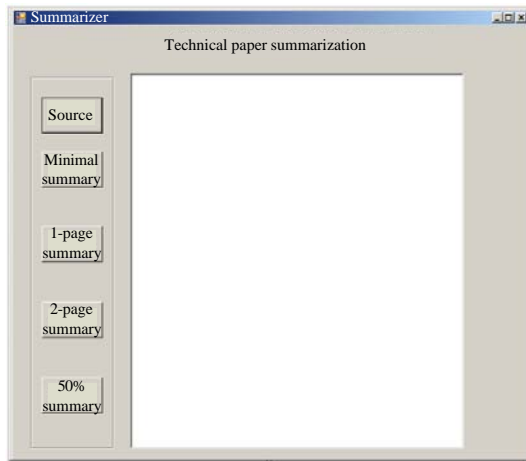 Summarizer
Technical paper summarization
Source
Minimal
summary
1-page
summary
2-page
summary
50%
summary